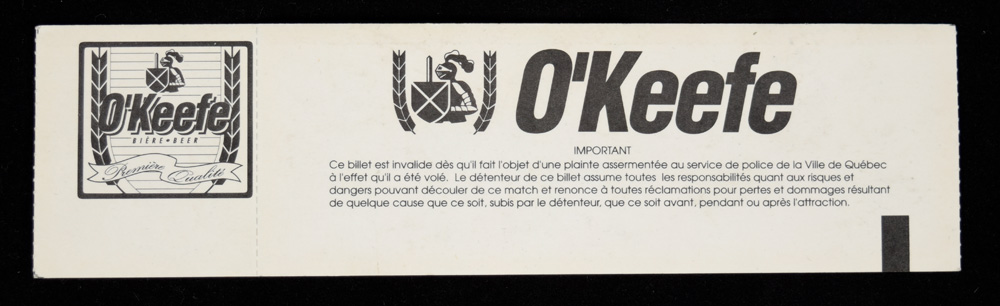 O'Keefe
BIÈRE • BEER
Première Qualité
O'Keefe
IMPORTANT
Ce billet est invalide dès qu'il fait l'objet d'une plainte assermentée au service de police de la Ville de Québec
à l'effet qu'il a été volé. Le détenteur de ce billet assume toutes les responsabilités quant aux risques et
dangers pouvant découler de ce match et renonce à toutes réclamations pour pertes et dommages résultant
de quelque cause que ce soit, subis par le détenteur, que ce soit avant, pendant ou après l'attraction.